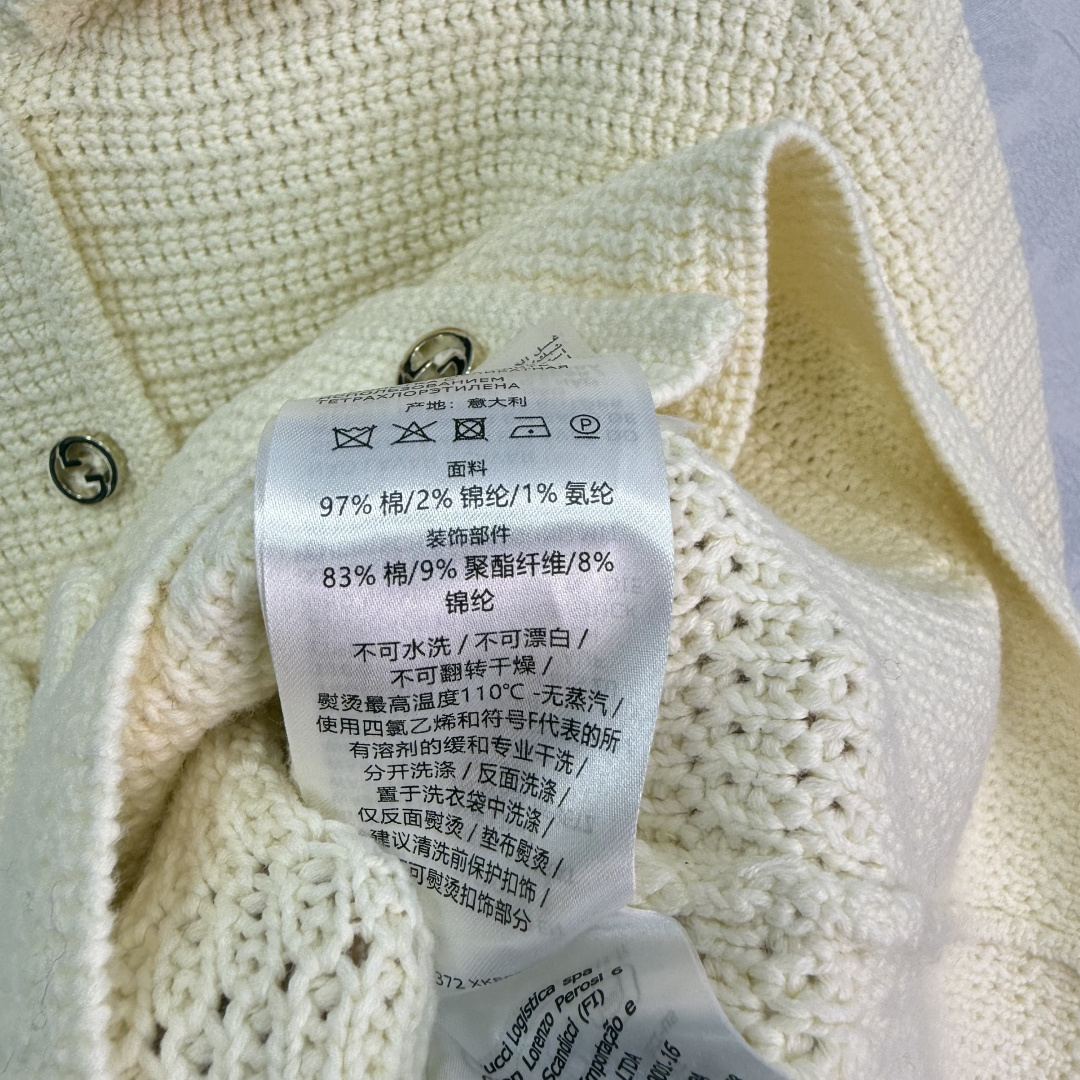 ИСПОЛЬЗОВАНИЕМ
ТЕТРАХЛОРЭТИЛЕНА
产地：意大利
P
面料
97% 棉/2% 锦纶/1% 氨纶
装饰部件
83% 棉/9% 聚酯纤维/8%
锦纶
不可水洗 / 不可漂白 /
不可翻转干燥 /
熨烫最高温度110℃ -无蒸汽 /
使用四氯乙烯和符号F代表的所
有溶剂的缓和专业干洗 /
分开洗涤 / 反面洗涤 /
置于洗衣袋中洗涤 /
仅反面熨烫 / 垫布熨烫 /
建议清洗前保护扣饰 /
可熨烫扣饰部分
372
Logistica spa
Lorenzo Perosi 6
Scandicci (FI)
e
LTDA